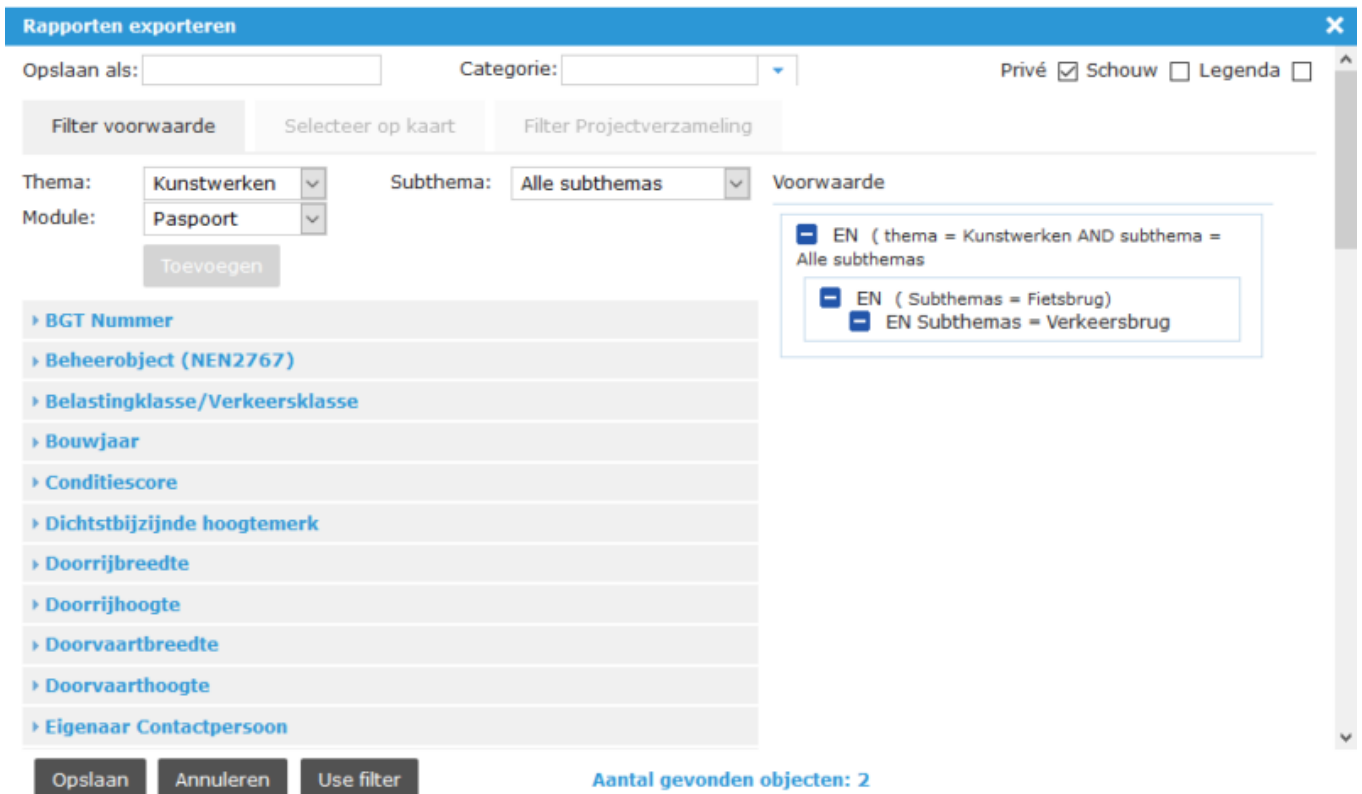 Rapporten exporteren
Opslaan als: Categorie: Privé Schouw Legenda
Filter voorwaarde Selecteer op kaart Filter Projectverzameling
Thema: Kunstwerken Subthema: Alle subthemas Voorwaarde
Module: Paspoort
Toevoegen
EN ( thema = Kunstwerken AND subthema =
Alle subthemas
EN ( Subthemas = Fietsbrug)
EN Subthemas = Verkeersbrug
BGT Nummer
Beheerobject (NEN2767)
Belastingklasse/Verkeersklasse
Bouwjaar
Conditiescore
Dichtstbijzijnde hoogtemerk
Doorrijbreedte
Doorrijhoogte
Doorvaartbreedte
Doorvaarthoogte
Eigenaar Contactpersoon
Opslaan Annuleren Use filter Aantal gevonden objecten: 2